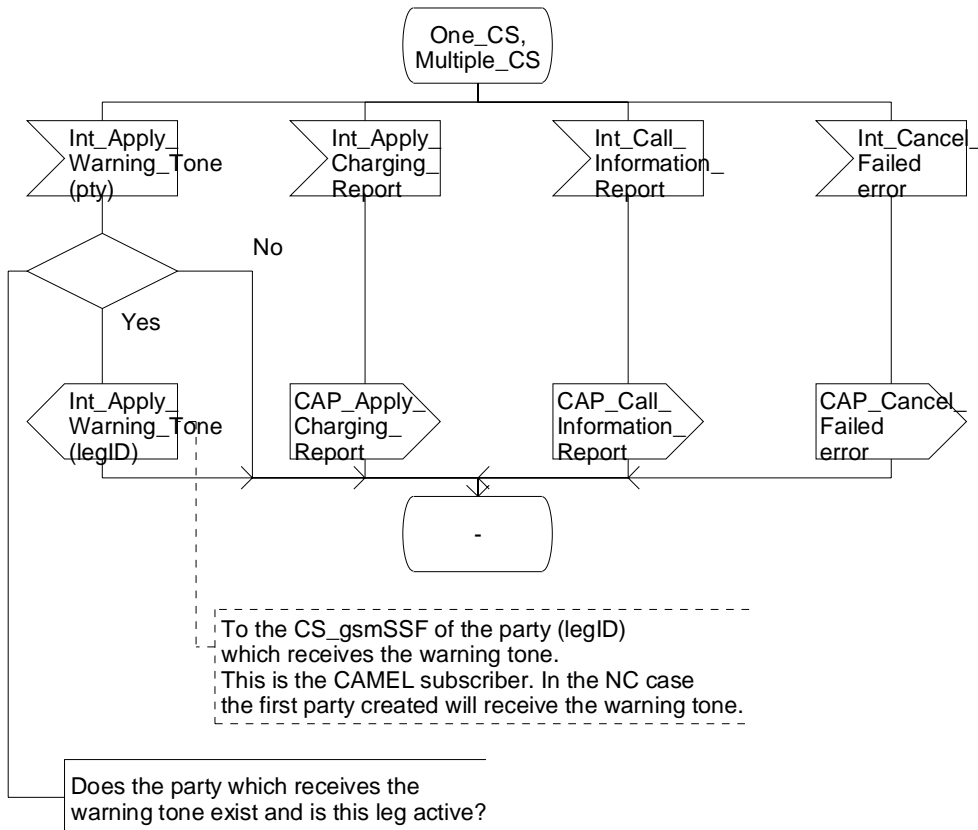 One_CS,
Multiple_CS
Int_Apply_
Warning_Tone
(pty)
Int_Apply_
Charging_
Report
Int_Call_
Information_
Report
Int_Cancel_
Failed
error
No
Yes
Int_Apply_
Warning_Tone
(legID)
CAP_Apply_
Charging_
Report
CAP_Call_
Information_
Report
CAP_Cancel_
Failed
error
-
To the CS_gsmSSF of the party (legID)
which receives the warning tone.
This is the CAMEL subscriber. In the NC case
the first party created will receive the warning tone.
Does the party which receives the
warning tone exist and is this leg active?